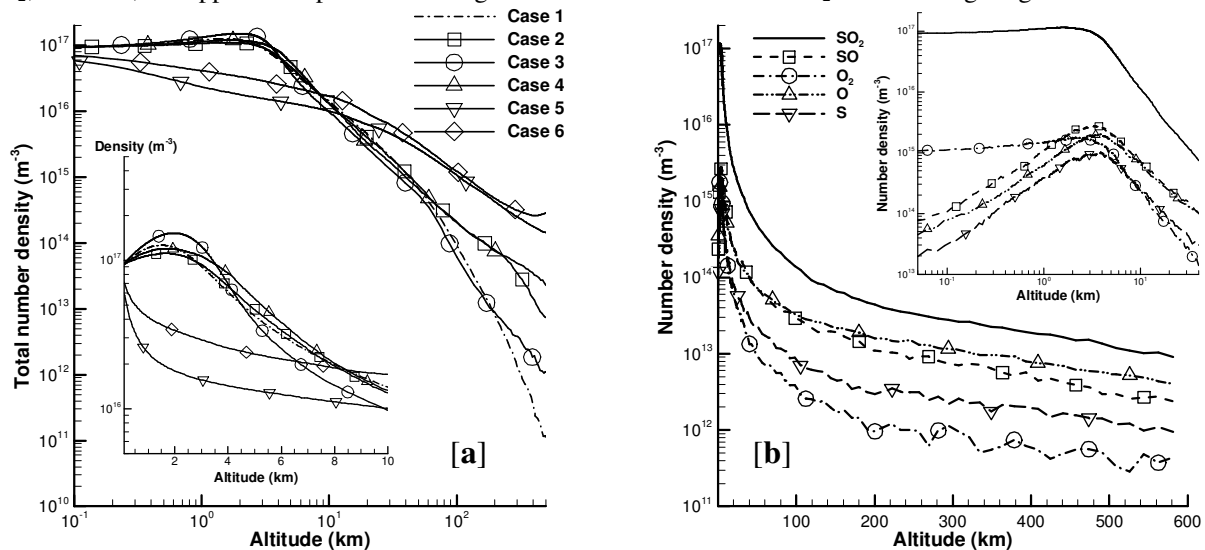 Case 1
Case 2
Case 3
Case 4
Case 5
Case 6
Total number density (m⁻³)
10¹⁷
10¹⁶
10¹⁵
10¹⁴
10¹³
10¹²
10¹¹
10¹⁰
10⁻¹ 10⁰ 10¹ 10²
Altitude (km)
Density (m⁻³)
10¹⁷
10¹⁶
2 4 6 8 10
Altitude (km)
[a]
SO₂
SO
O₂
O
S
Number density (m⁻³)
10¹⁷
10¹⁶
10¹⁵
10¹⁴
10¹³
10¹²
10¹¹
100 200 300 400 500 600
Altitude (km)
Number density (m⁻³)
10¹⁷
10¹⁶
10¹⁵
10¹⁴
10¹³
10⁻¹ 10⁰ 10¹
Altitude (km)
[b]